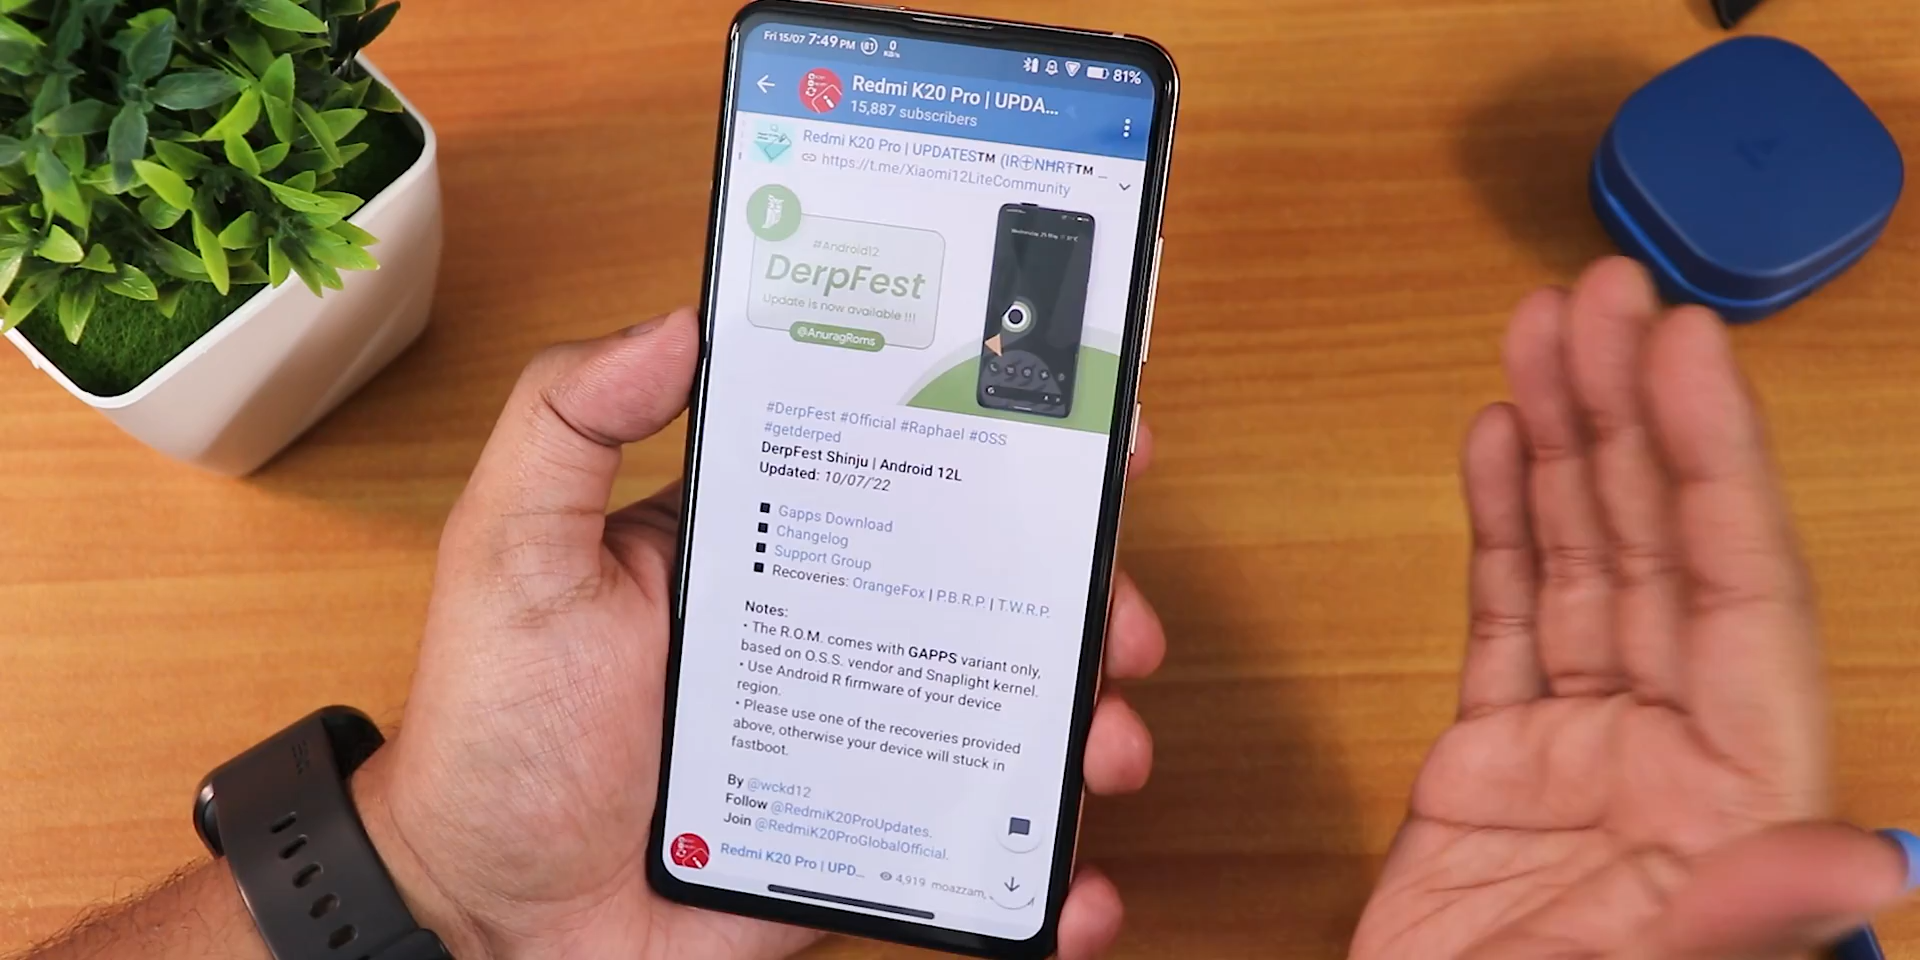 Fri 15/07 7:49 PM 81 0 KB/s 81%
Redmi K20 Pro | UPDA...
15,887 subscribers
Redmi K20 Pro | UPDATES™ (IR
https://t.me/Xiaomi12LiteCommunity
#Android12
DerpFest
Update is now available !!!
@AnuragRoms
#DerpFest #Official #Raphael #OSS
#getderped
DerpFest Shinju | Android 12L
Updated: 10/07/'22
Gapps Download
Changelog
Support Group
Recoveries: OrangeFox | P.B.R.P. | T.W.R.P.
Notes:
• The R.O.M. comes with GAPPS variant only,
based on O.S.S. vendor and Snaplight kernel.
• Use Android R firmware of your device
region.
• Please use one of the recoveries provided
above, otherwise your device will stuck in
fastboot.
By @wckd12
Follow @RedmiK20ProUpdates.
Join @RedmiK20ProGlobalOfficial.
Redmi K20 Pro | UPD...
4,919 moazzam,